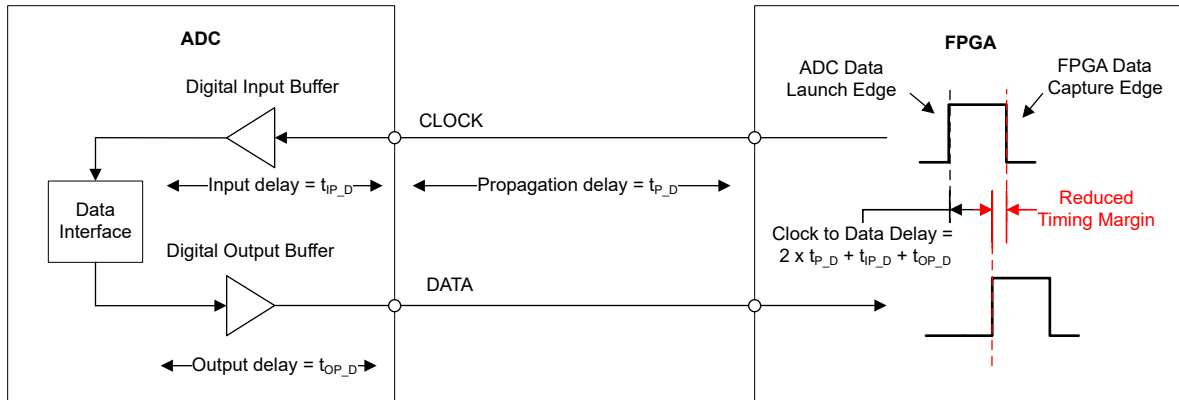 ADC
Digital Input Buffer
Input delay = tIP_D
Data
Interface
Digital Output Buffer
Output delay = tOP_D
CLOCK
Propagation delay = tP_D
DATA
FPGA
ADC Data
Launch Edge
FPGA Data
Capture Edge
Reduced
Timing Margin
Clock to Data Delay =
2 x tP_D + tIP_D + tOP_D